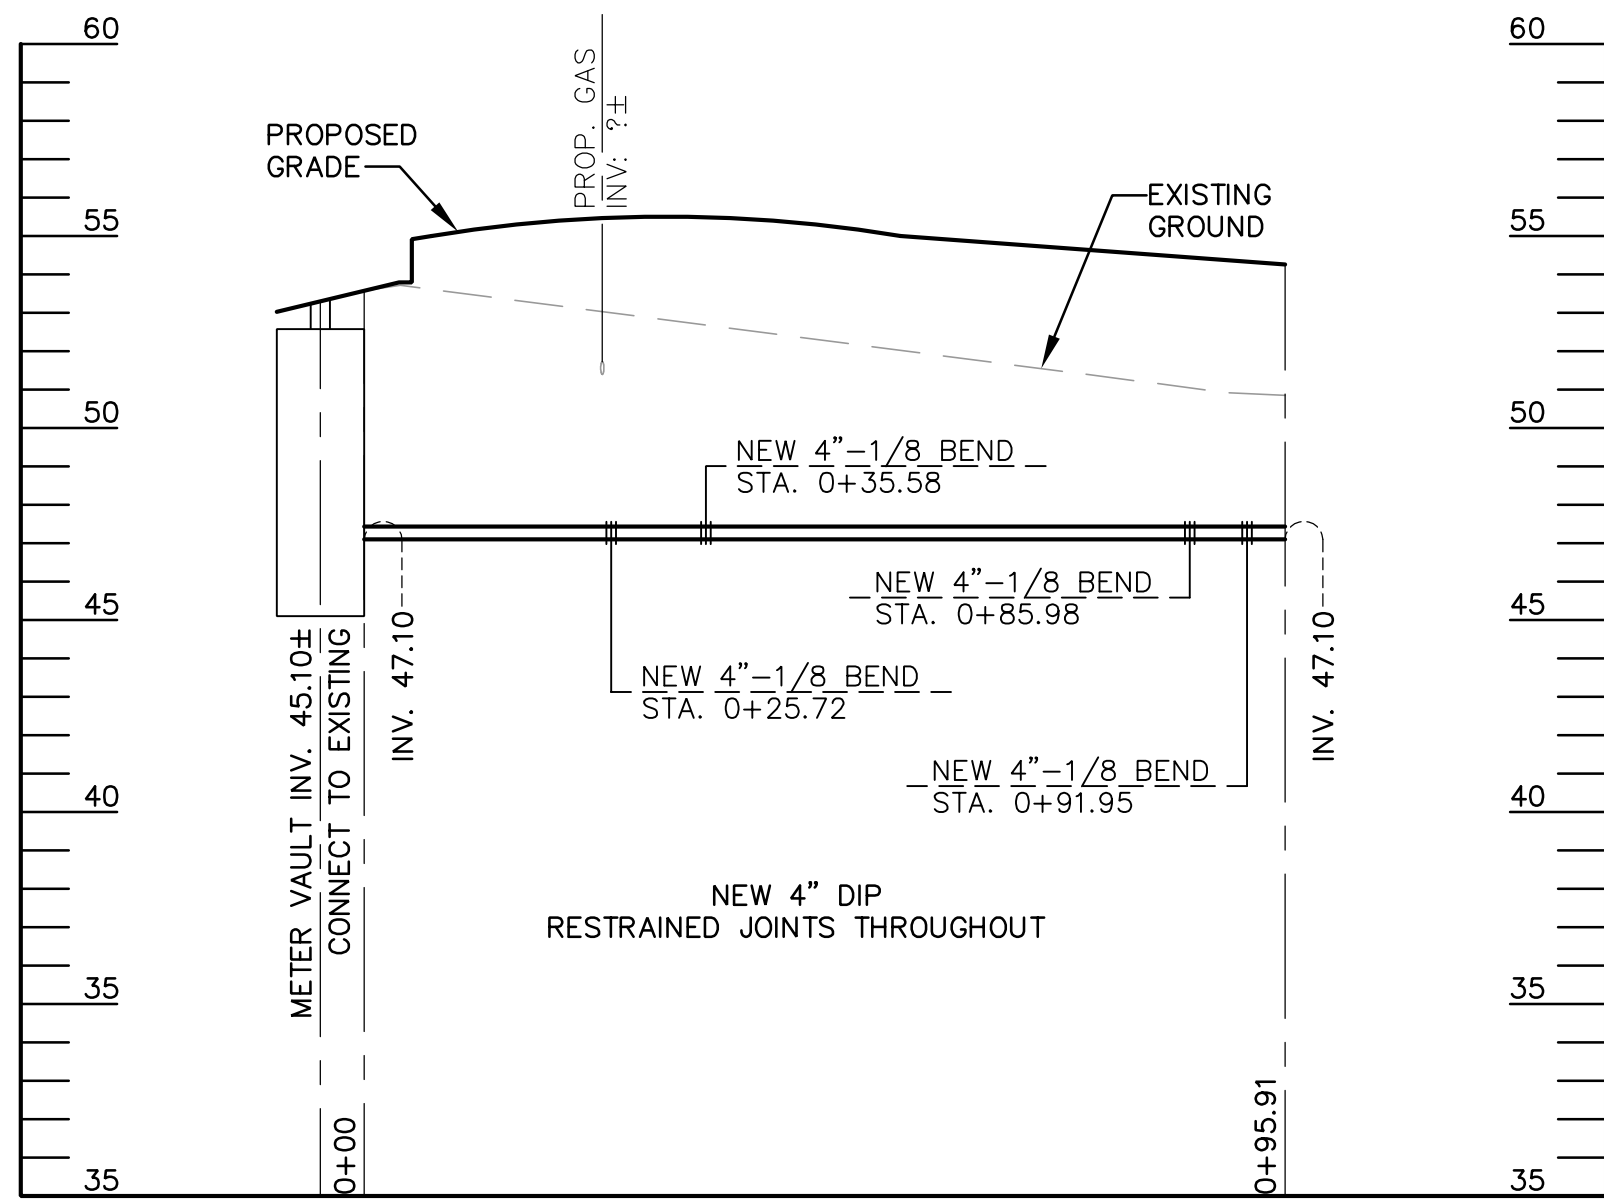 60
60
PROP. GAS
INV: ?±
PROPOSED
GRADE
EXISTING
GROUND
55
55
50
50
NEW 4”-1/8 BEND
STA. 0+35.58
NEW 4”-1/8 BEND
STA. 0+85.98
45
45
METER VAULT INV. 45.10±
CONNECT TO EXISTING
INV. 47.10
INV. 47.10
NEW 4”-1/8 BEND
STA. 0+25.72
NEW 4”-1/8 BEND
STA. 0+91.95
40
40
NEW 4” DIP
RESTRAINED JOINTS THROUGHOUT
35
35
0+00
0+95.91
35
35